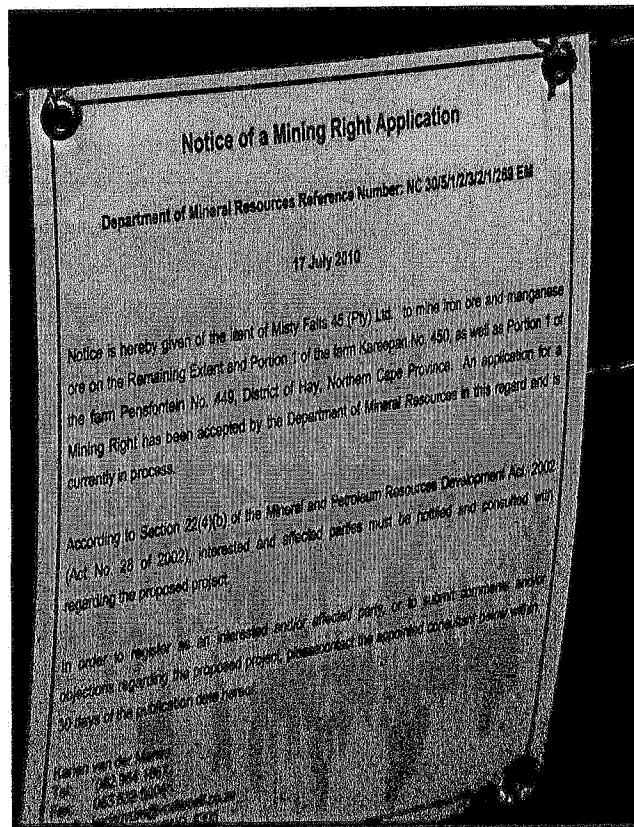 Notice of a Mining Right Application
Department of Mineral Resources Reference Number: NC 30/5/1/2/3/2/1/268 EM
17 July 2010
Notice is hereby given of the itent of Misty Falls 45 (Pty) Ltd, to mine iron ore and manganese
ore on the Remaining Extent and Portion 1 of the farm Kareepan No. 450, as well as Portion 1 of
the farm Pensfontein No. 449, District of Hay, Northern Cape Province. An application for a
Mining Right has been accepted by the Department of Mineral Resources in this regard and is
currently in process.
According to Section 22(4)(b) of the Mineral and Petroleum Resources Development Act, 2002
(Act No. 28 of 2002), interested and affected parties must be notified and consulted with
regarding the proposed project.
In order to register as an interested and/or affected party, or to submit comments and/or
objections regarding the proposed project, please contact the appointed consultant below within
30 days of the publication date hereof
van der
Tel: